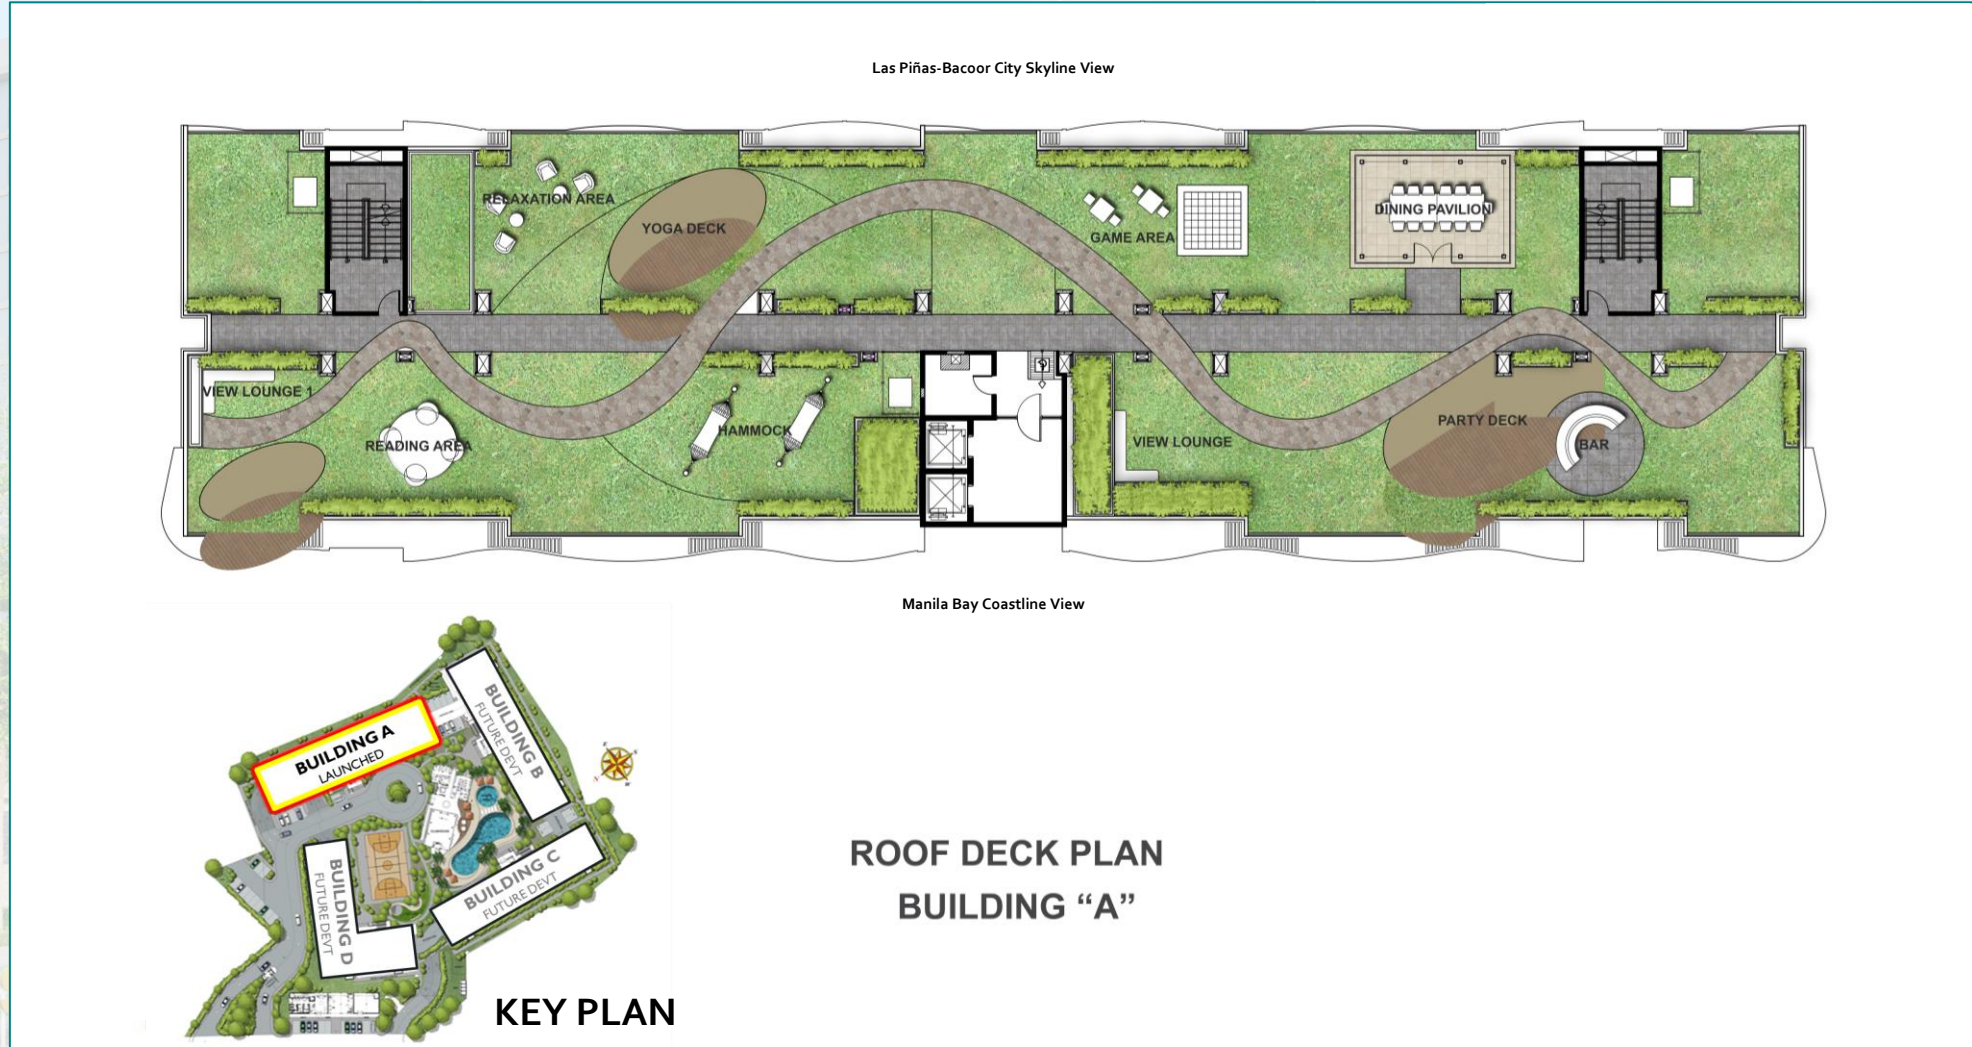 Las Piñas-Bacoor City Skyline View
RELAXATION AREA
YOGA DECK
GAME AREA
DINING PAVILION
VIEW LOUNGE 1
READING AREA
HAMMOCK
VIEW LOUNGE
PARTY DECK
BAR
Manila Bay Coastline View
BUILDING A
LAUNCHED
BUILDING B
FUTURE DEVT
BUILDING C
FUTURE DEVT
BUILDING D
FUTURE DEVT
KEY PLAN
ROOF DECK PLAN
BUILDING “A”